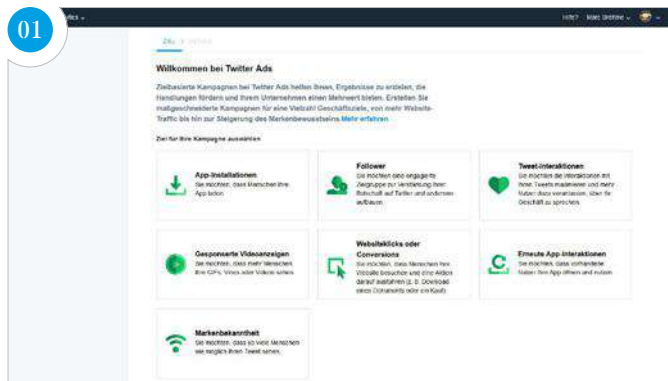 01
Hilfe?
Willkommen bei Twitter Ads
Zielbasierte Kampagnen bei Twitter Ads helfen Ihnen, Ergebnisse zu erzielen, die
Handlungen fördern und Ihrem Unternehmen einen Mehrwert bieten. Erstellen Sie
maßgeschneiderte Kampagnen für eine Vielzahl Geschäftsziele, von mehr Website-
Traffic bis hin zur Steigerung des Markenbewusstseins Mehr erfahren
Ziel für Ihre Kampagne auswählen
App-Installationen
Sie möchten, dass Menschen Ihre
App laden.
Follower
Sie möchten eine engagierte
Zielgruppe zur Verstärkung Ihrer
Botschaft auf Twitter und anderswo
aufbauen.
Tweet-Interaktionen
Sie möchten die Interaktionen mit
Ihren Tweets maximieren und mehr
Nutzer dazu veranlassen, über Ihr
Geschäft zu sprechen.
Gesponserte Videoanzeigen
Sie möchten, dass mehr Menschen
Ihre GIFs, Vines oder Videos sehen.
Websiteklicks oder
Conversions
Sie möchten, dass Menschen Ihre
Website besuchen und eine Aktion
darauf ausführen (z. B. Download
eines Dokuments oder ein Kauf).
Erneute App-Interaktionen
Sie möchten, dass vorhandene
Nutzer Ihre App öffnen und nutzen.
Markenbekanntheit
Sie möchten, dass so viele Menschen
wie möglich Ihren Tweet sehen.